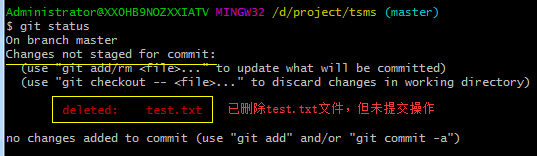 Administrator@XXOHB9NOZXXIATV MINGW32 /d/project/tsms (master)
$ git status
On branch master
Changes not staged for commit:
(use "git add/rm <file>..." to update what will be committed)
(use "git checkout -- <file>..." to discard changes in working directory)
deleted: test.txt 已删除test.txt文件，但未提交操作
no changes added to commit (use "git add" and/or "git commit -a")